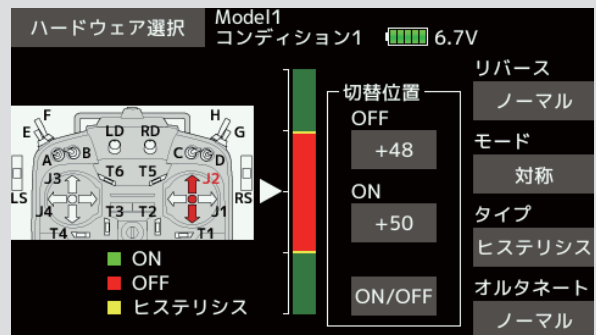 ハードウェア選択
Model1
コンディション1 6.7V
リバース
ノーマル
モード
対称
タイプ
ヒステリシス
オルタネート
ノーマル
切替位置
OFF
+48
ON
+50
ON/OFF
F H
E LD RD G
A B C D
J3 T6 T5 J2
LS RS
J4 T3 T2 J1
T4 T1
ON
OFF
ヒステリシス